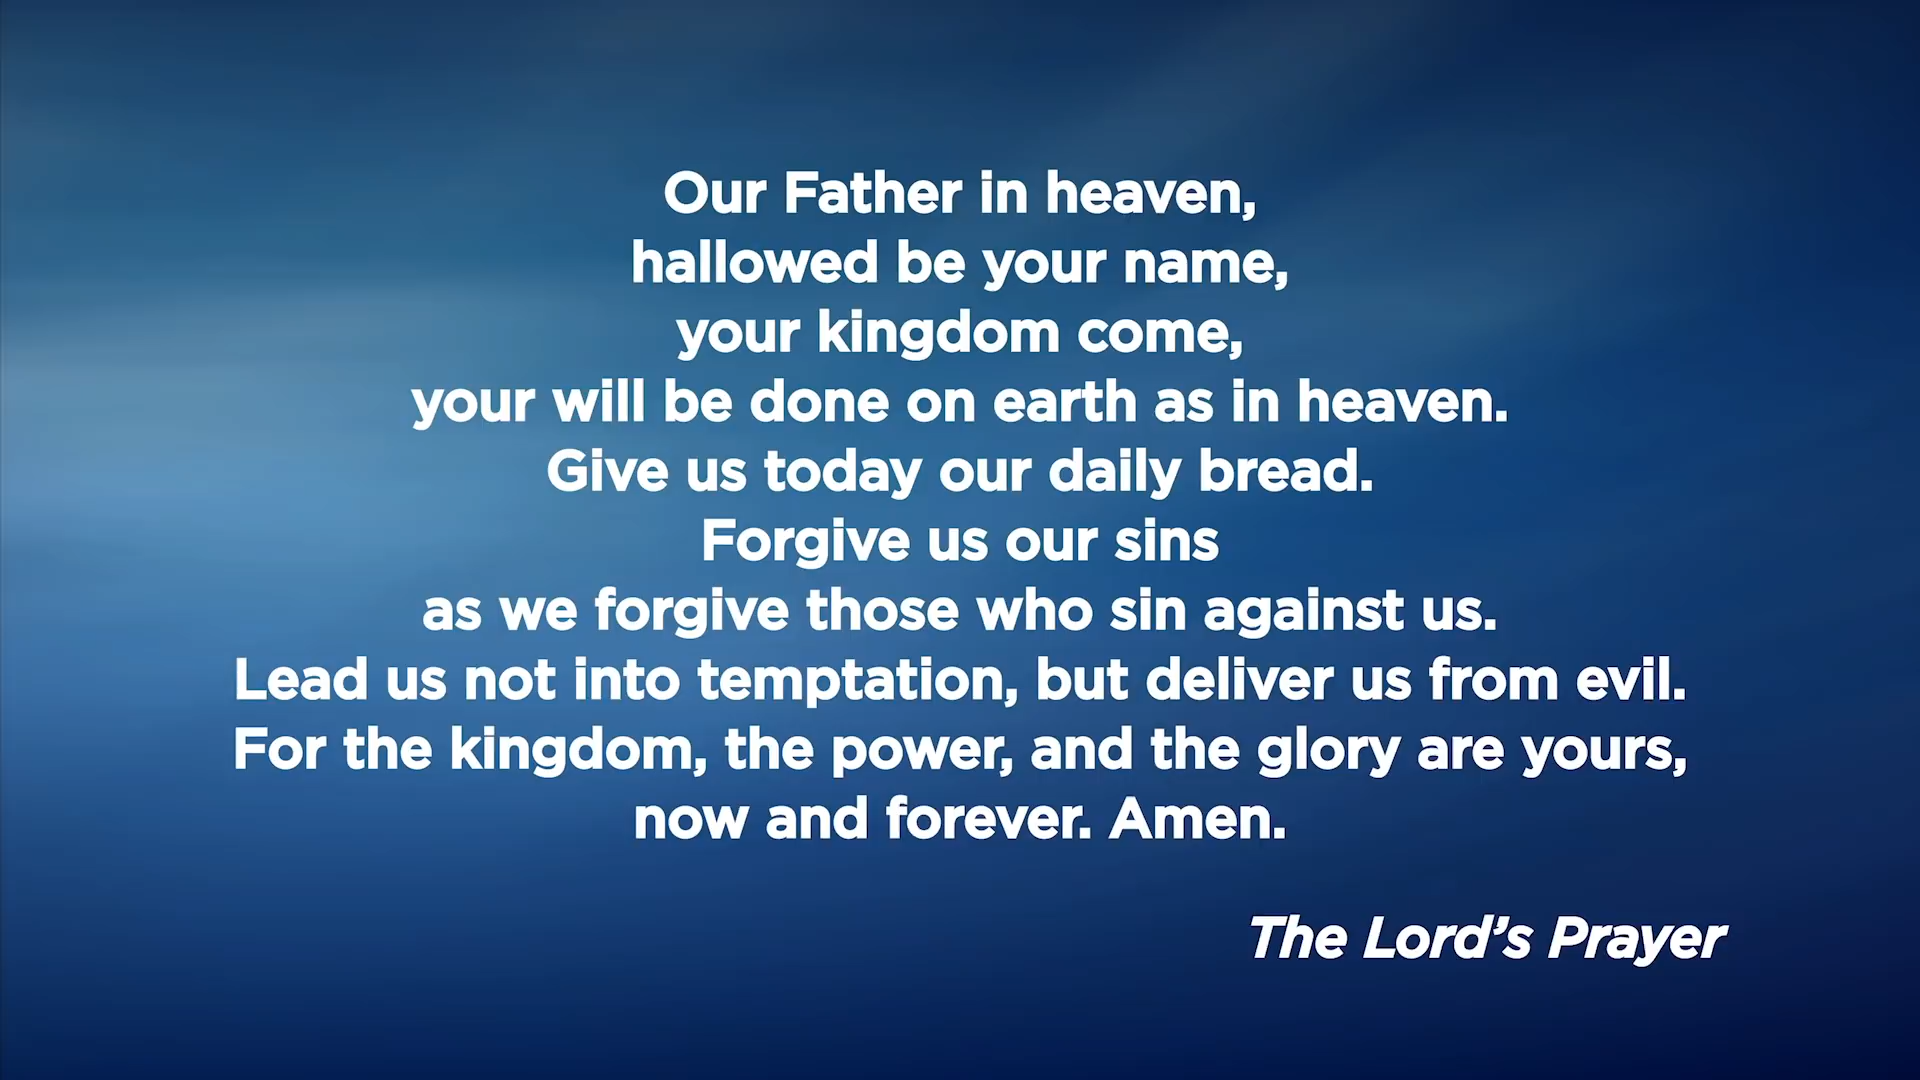 Our Father in heaven,
hallowed be your name,
your kingdom come,
your will be done on earth as in heaven.
Give us today our daily bread.
Forgive us our sins
as we forgive those who sin against us.
Lead us not into temptation, but deliver us from evil.
For the kingdom, the power, and the glory are yours,
now and forever. Amen.
The Lord’s Prayer